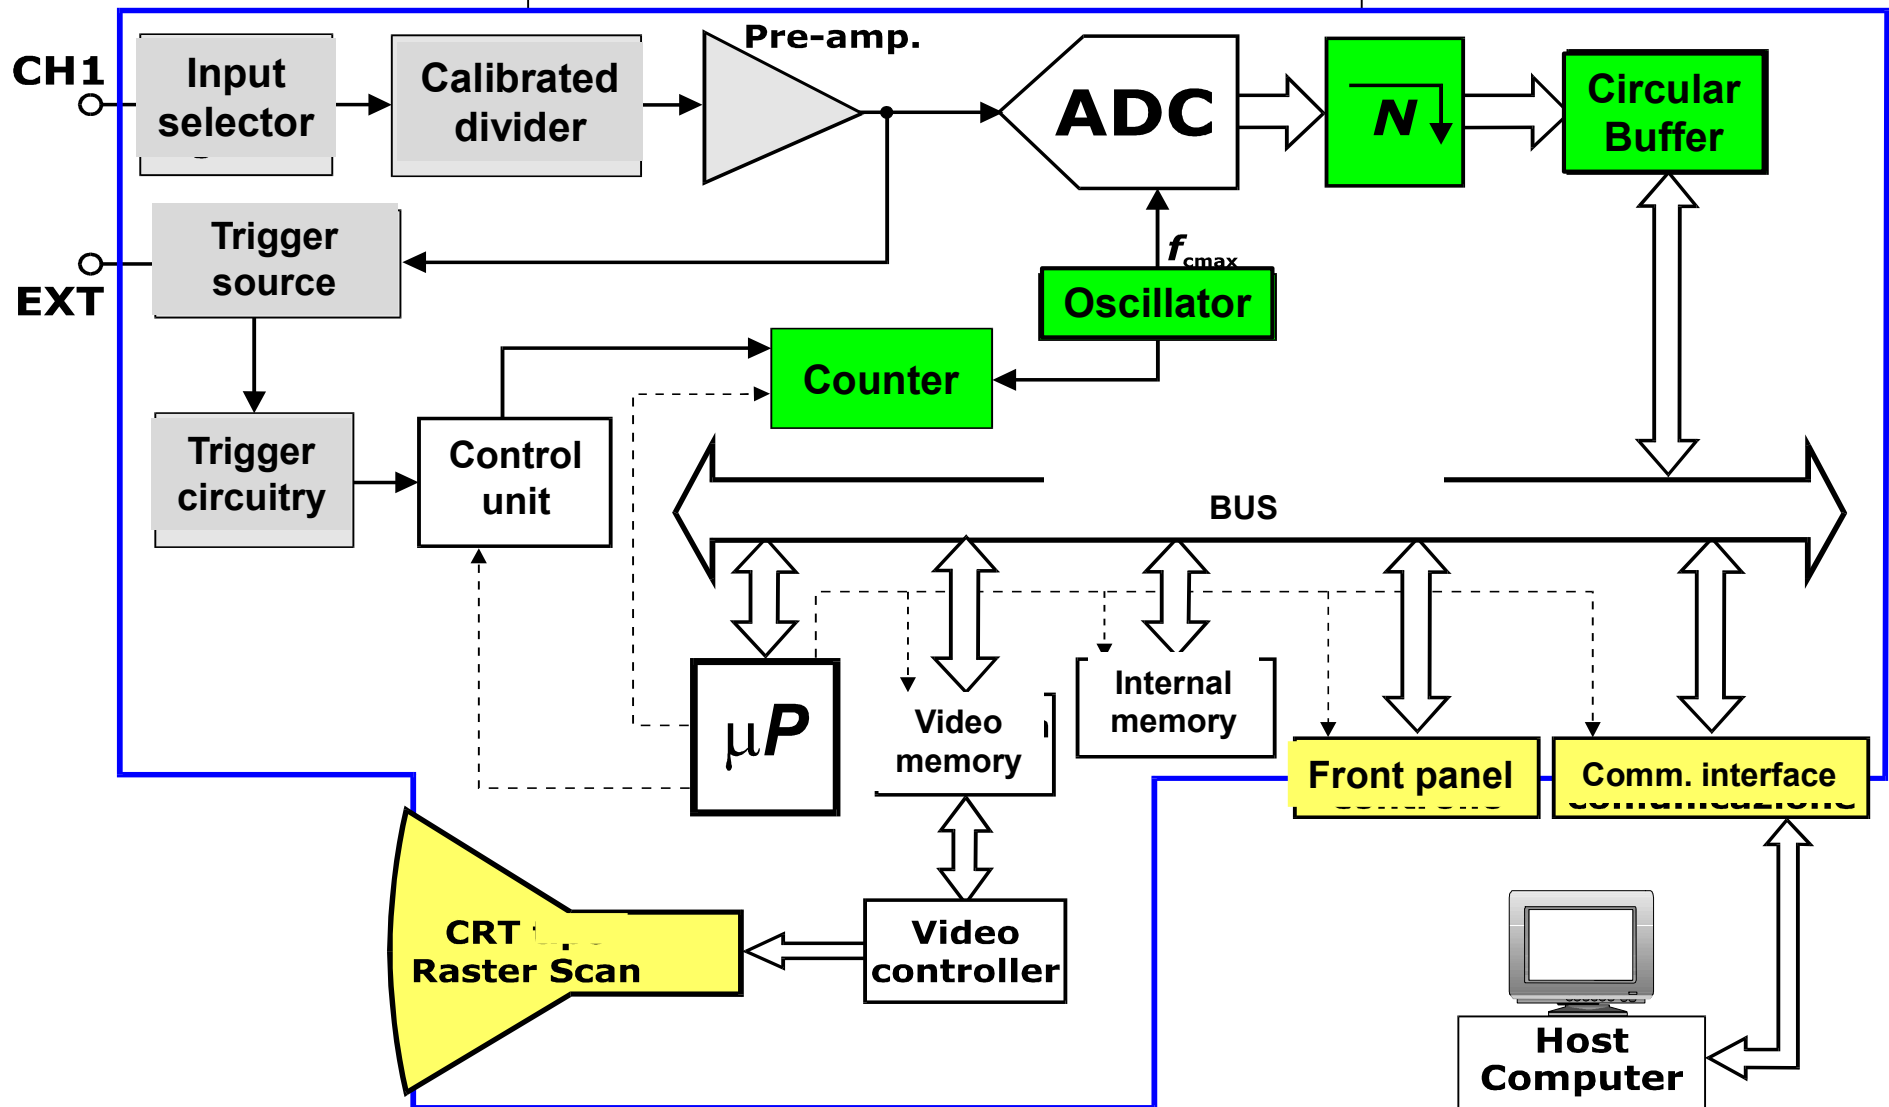 CH1
Input
selector
Calibrated
divider
Pre-amp.
ADC
N
Circular
Buffer
EXT
Trigger
source
fcmax
Oscillator
Counter
Trigger
circuitry
Control
unit
BUS
μP
Video
memory
Internal
memory
Front panel
Comm. interface
CRT
Raster Scan
Video
controller
Host
Computer